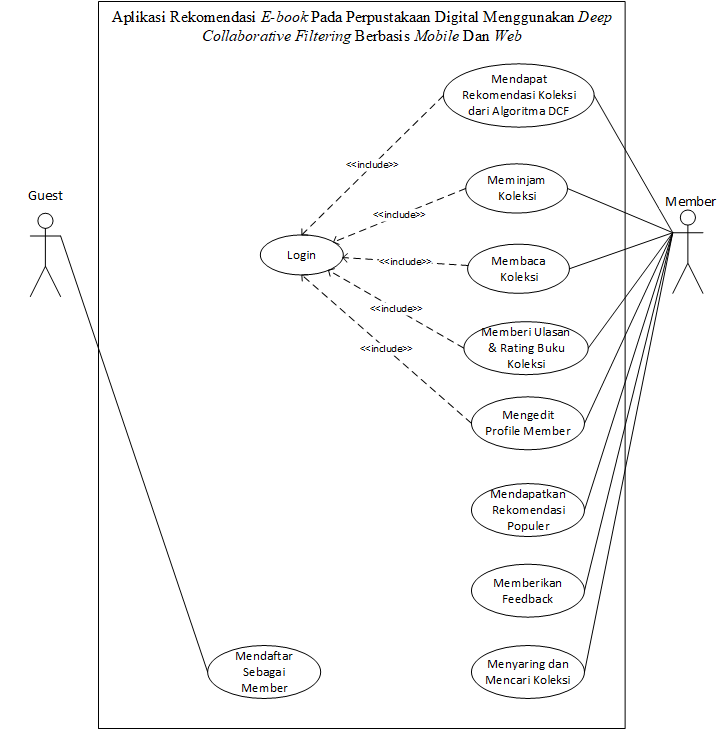 Aplikasi Rekomendasi E-book Pada Perpustakaan Digital Menggunakan Deep
Collaborative Filtering Berbasis Mobile Dan Web
Mendapat
Rekomendasi Koleksi
dari Algoritma DCF
<<include>>
Guest
Meminjam
Koleksi
Member
<<include>>
Login
Membaca
Koleksi
<<include>>
<<include>>
Memberi Ulasan
& Rating Buku
Koleksi
<<include>>
Mengedit
Profile Member
Mendapatkan
Rekomendasi
Populer
Memberikan
Feedback
Mendaftar
Sebagai
Member
Menyaring dan
Mencari Koleksi